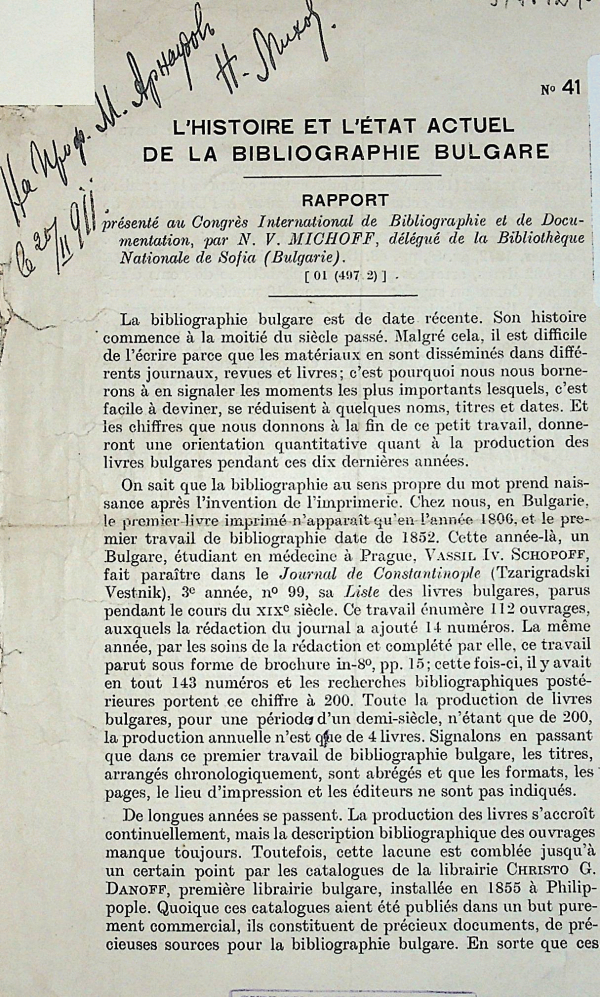 На Проф. М. Арнаудовъ
Н. Михов.
le 20/II 911.
No 41
L'HISTOIRE ET L'ÉTAT ACTUEL
DE LA BIBLIOGRAPHIE BULGARE
RAPPORT
présenté au Congrès International de Bibliographie et de Docu-
mentation, par N. V. MICHOFF, délégué de la Bibliothèque
Nationale de Sofia (Bulgarie).
[ 01 (497 2) ] .
La bibliographie bulgare est de date récente. Son histoire
commence à la moitié du siècle passé. Malgré cela, il est difficile
de l'écrire parce que les matériaux en sont disséminés dans diffé-
rents journaux, revues et livres; c'est pourquoi nous nous borne-
rons à en signaler les moments les plus importants lesquels, c'est
facile à deviner, se réduisent à quelques noms, titres et dates. Et
les chiffres que nous donnons à la fin de ce petit travail, donne-
ront une orientation quantitative quant à la production des
livres bulgares pendant ces dix dernières années.
On sait que la bibliographie au sens propre du mot prend nais-
sance après l'invention de l'imprimerie. Chez nous, en Bulgarie,
le premier livre imprimé n'apparaît qu'en l'année 1806, et le pre-
mier travail de bibliographie date de 1852. Cette année-là, un
Bulgare, étudiant en médecine à Prague, VASSIL IV. SCHOPOFF,
fait paraître dans le Journal de Constantinople (Tzarigradski
Vestnik), 3e année, no 99, sa Liste des livres bulgares, parus
pendant le cours du XIXe siècle. Ce travail énumère 112 ouvrages,
auxquels la rédaction du journal a ajouté 14 numéros. La même
année, par les soins de la rédaction et complété par elle, ce travail
parut sous forme de brochure in-8o, pp. 15; cette fois-ci, il y avait
en tout 143 numéros et les recherches bibliographiques posté-
rieures portent ce chiffre à 200. Toute la production de livres
bulgares, pour une période d'un demi-siècle, n'étant que de 200,
la production annuelle n'est que de 4 livres. Signalons en passant
que dans ce premier travail de bibliographie bulgare, les titres,
arrangés chronologiquement, sont abrégés et que les formats, les
pages, le lieu d'impression et les éditeurs ne sont pas indiqués.
De longues années se passent. La production des livres s'accroît
continuellement, mais la description bibliographique des ouvrages
manque toujours. Toutefois, cette lacune est comblée jusqu'à
un certain point par les catalogues de la librairie CHRISTO G.
DANOFF, première librairie bulgare, installée en 1855 à Philip-
pople. Quoique ces catalogues aient été publiés dans un but pure-
ment commercial, ils constituent de précieux documents, de pré-
cieuses sources pour la bibliographie bulgare. En sorte que ces